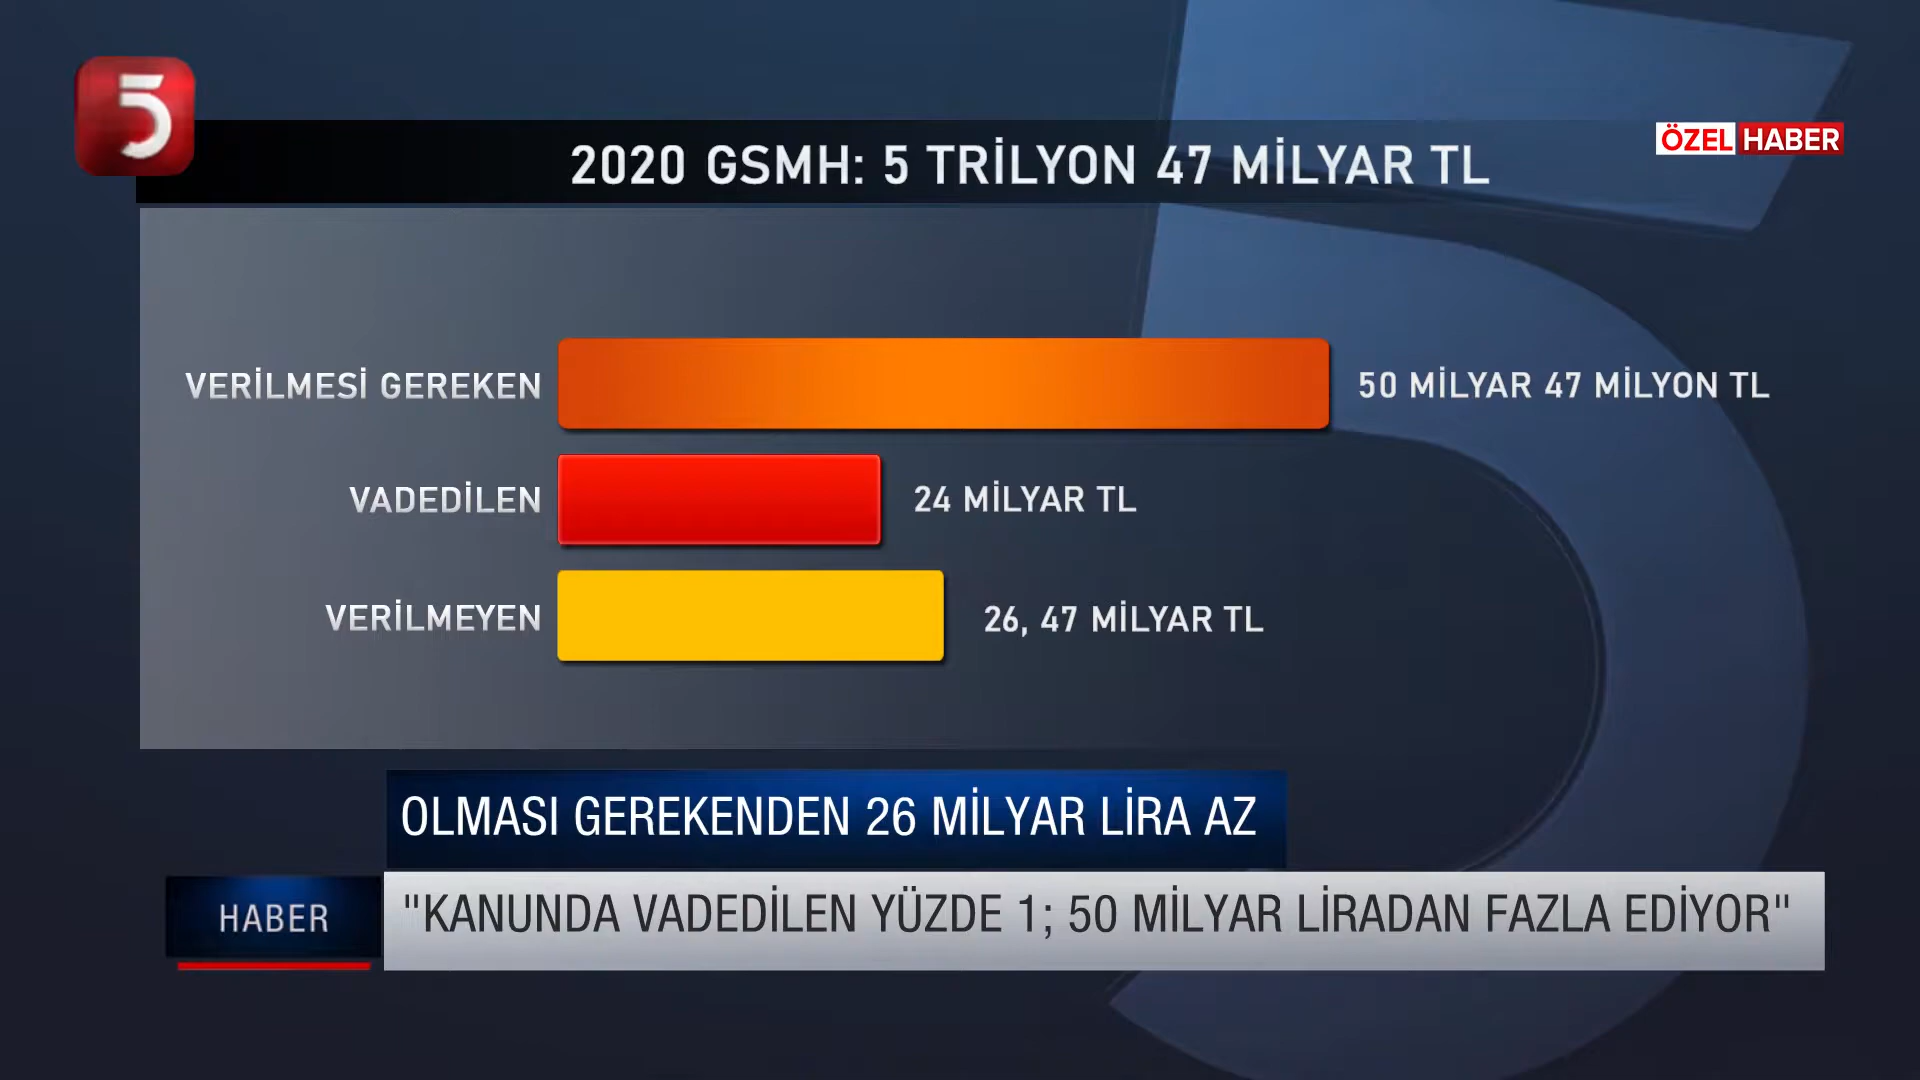 5
2020 GSMH: 5 TRİLYON 47 MİLYAR TL
ÖZEL HABER
VERİLMESİ GEREKEN 50 MİLYAR 47 MİLYON TL
VADEDİLEN 24 MİLYAR TL
VERİLMEYEN 26, 47 MİLYAR TL
OLMASI GEREKENDEN 26 MİLYAR LİRA AZ
HABER
"KANUNDA VADEDİLEN YÜZDE 1; 50 MİLYAR LİRADAN FAZLA EDİYOR"